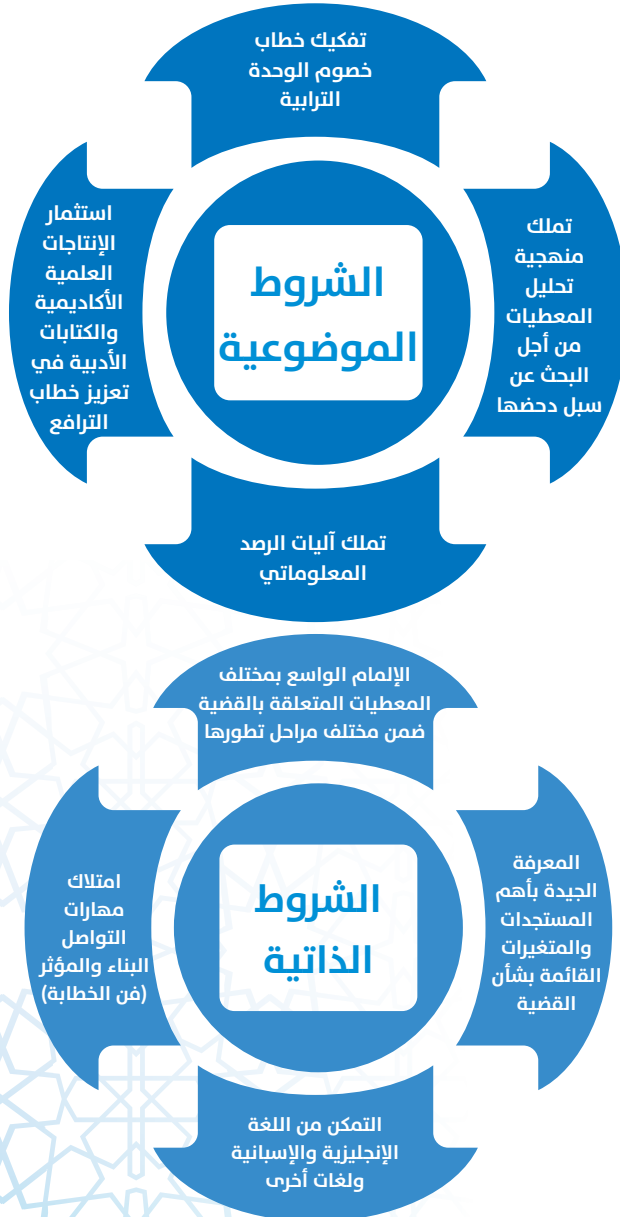 تفكيك خطاب
خصوم الوحدة
الترابية
تملك
منهجية
تحليل
المعطيات
من أجل
البحث عن
سبل دحضها
الشروط
الموضوعية
استثمار
الإنتاجات
العلمية
الأكاديمية
والكتابات
الأدبية في
تعزيز خطاب
الترافع
تملك آليات الرصد
المعلوماتي
الإلمام الواسع بمختلف
المعطيات المتعلقة بالقضية
ضمن مختلف مراحل تطورها
المعرفة
الجيدة بأهم
المستجدات
والمتغيرات
القائمة بشأن
القضية
الشروط
الذاتية
امتلاك
مهارات
التواصل
البناء والمؤثر
(فن الخطابة)
التمكن من اللغة
الإنجليزية والإسبانية
ولغات أخرى